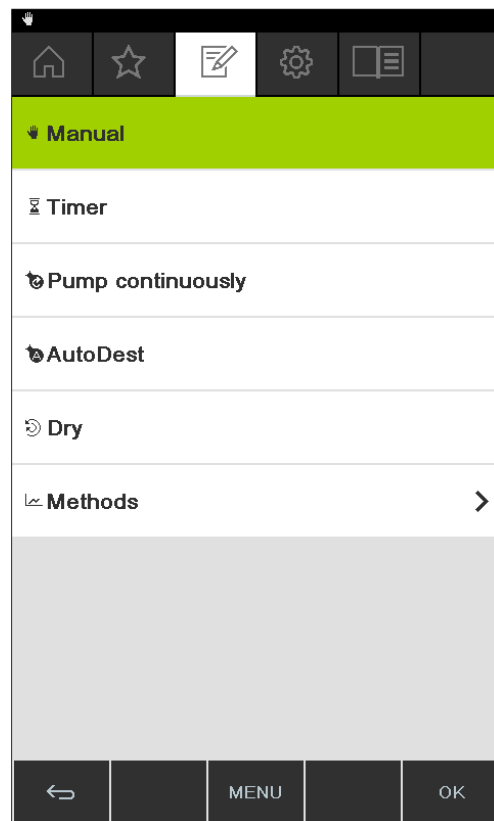 Manual
Timer
Pump continuously
AutoDest
Dry
Methods
MENU
OK